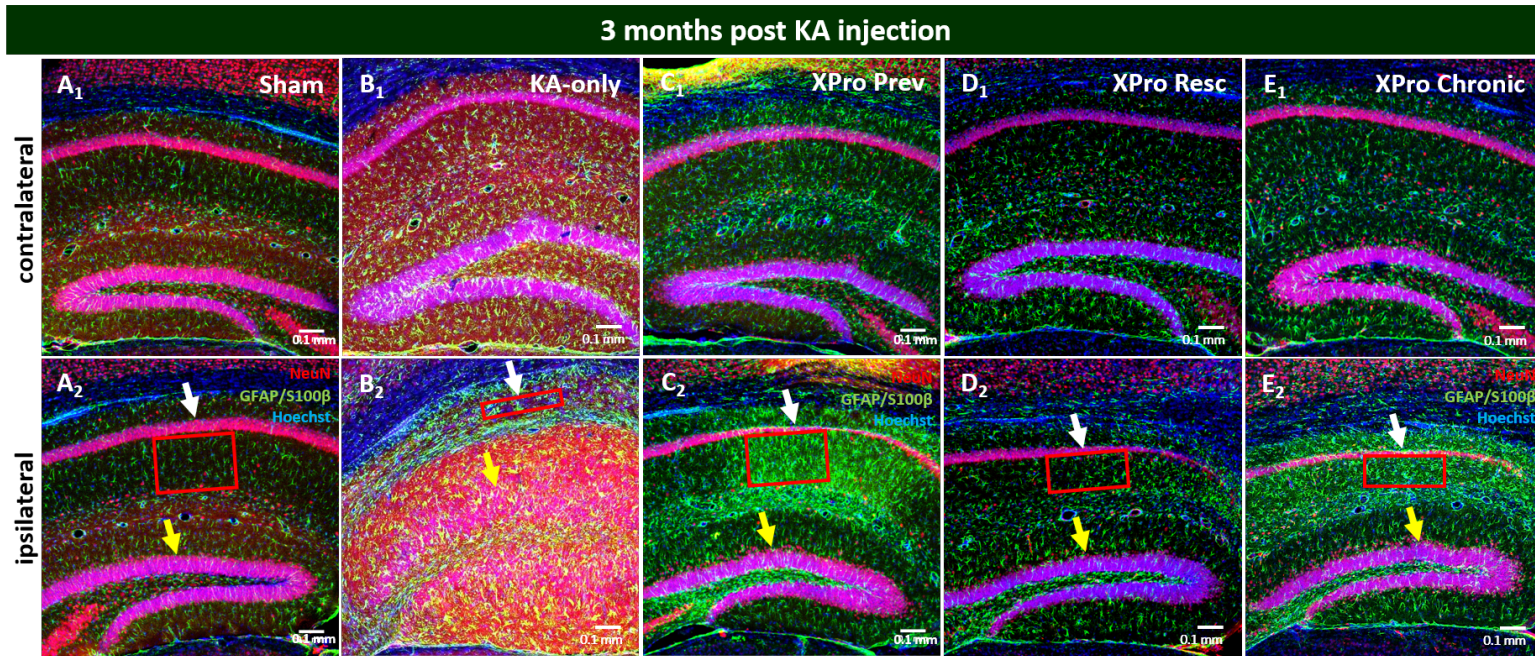 3 months post KA injection
A1 Sham
B1 KA-only
C1 XPro Prev
D1 XPro Resc
E1 XPro Chronic
contralateral
0.1 mm
0.1 mm
0.1 mm
0.1 mm
0.1 mm
ipsilateral
A2 NeuN
GFAP/S100β
Hoechst
B2
C2 NeuN
GFAP/S100β
Hoechst
D2
E2 NeuN
GFAP/S100β
Hoechst
0.1 mm
0.1 mm
0.1 mm
0.1 mm
0.1 mm